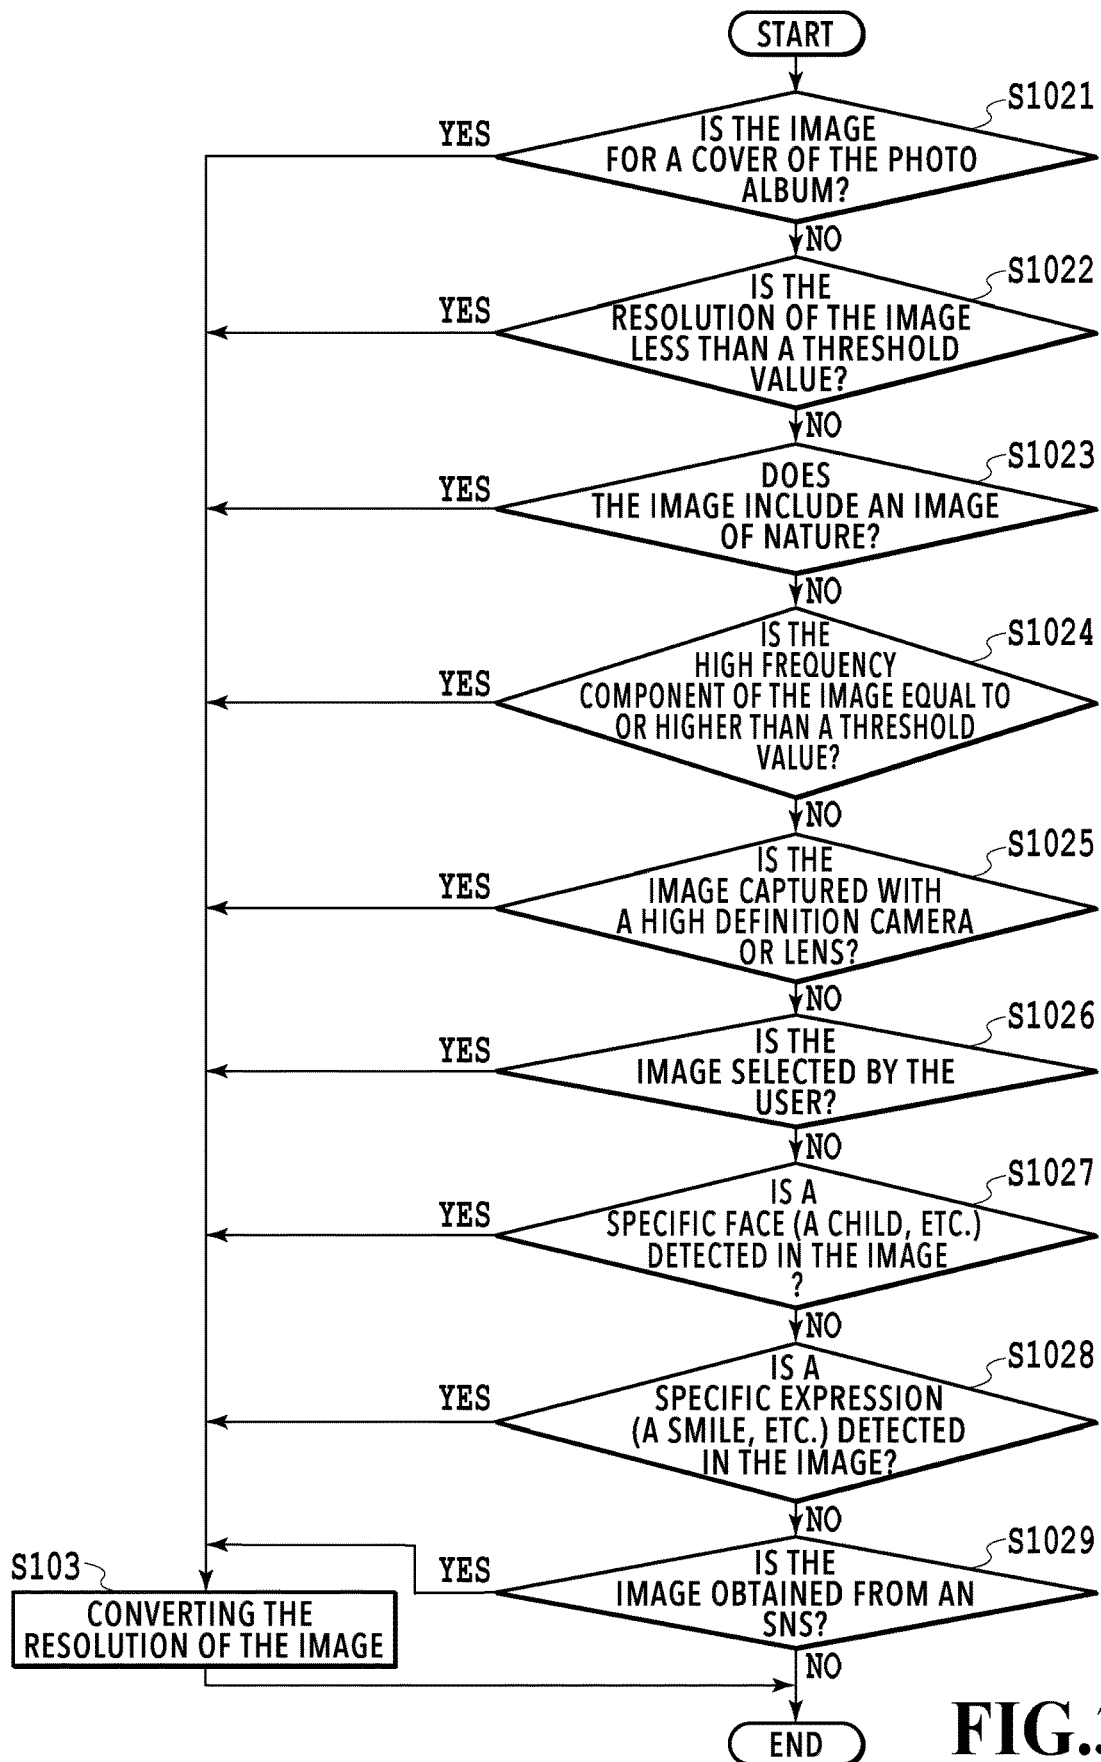 START
S1021
YES
IS THE IMAGE
FOR A COVER OF THE PHOTO
ALBUM?
NO
S1022
YES
IS THE
RESOLUTION OF THE IMAGE
LESS THAN A THRESHOLD
VALUE?
NO
S1023
YES
DOES
THE IMAGE INCLUDE AN IMAGE
OF NATURE?
NO
S1024
YES
IS THE
HIGH FREQUENCY
COMPONENT OF THE IMAGE EQUAL TO
OR HIGHER THAN A THRESHOLD
VALUE?
NO
S1025
YES
IS THE
IMAGE CAPTURED WITH
A HIGH DEFINITION CAMERA
OR LENS?
NO
S1026
YES
IS THE
IMAGE SELECTED BY THE
USER?
NO
S1027
YES
IS A
SPECIFIC FACE (A CHILD, ETC.)
DETECTED IN THE IMAGE
?
NO
S1028
YES
IS A
SPECIFIC EXPRESSION
(A SMILE, ETC.) DETECTED
IN THE IMAGE?
NO
S1029
YES
IS THE
IMAGE OBTAINED FROM AN
SNS?
NO
S103
CONVERTING THE
RESOLUTION OF THE IMAGE
END
FIG.